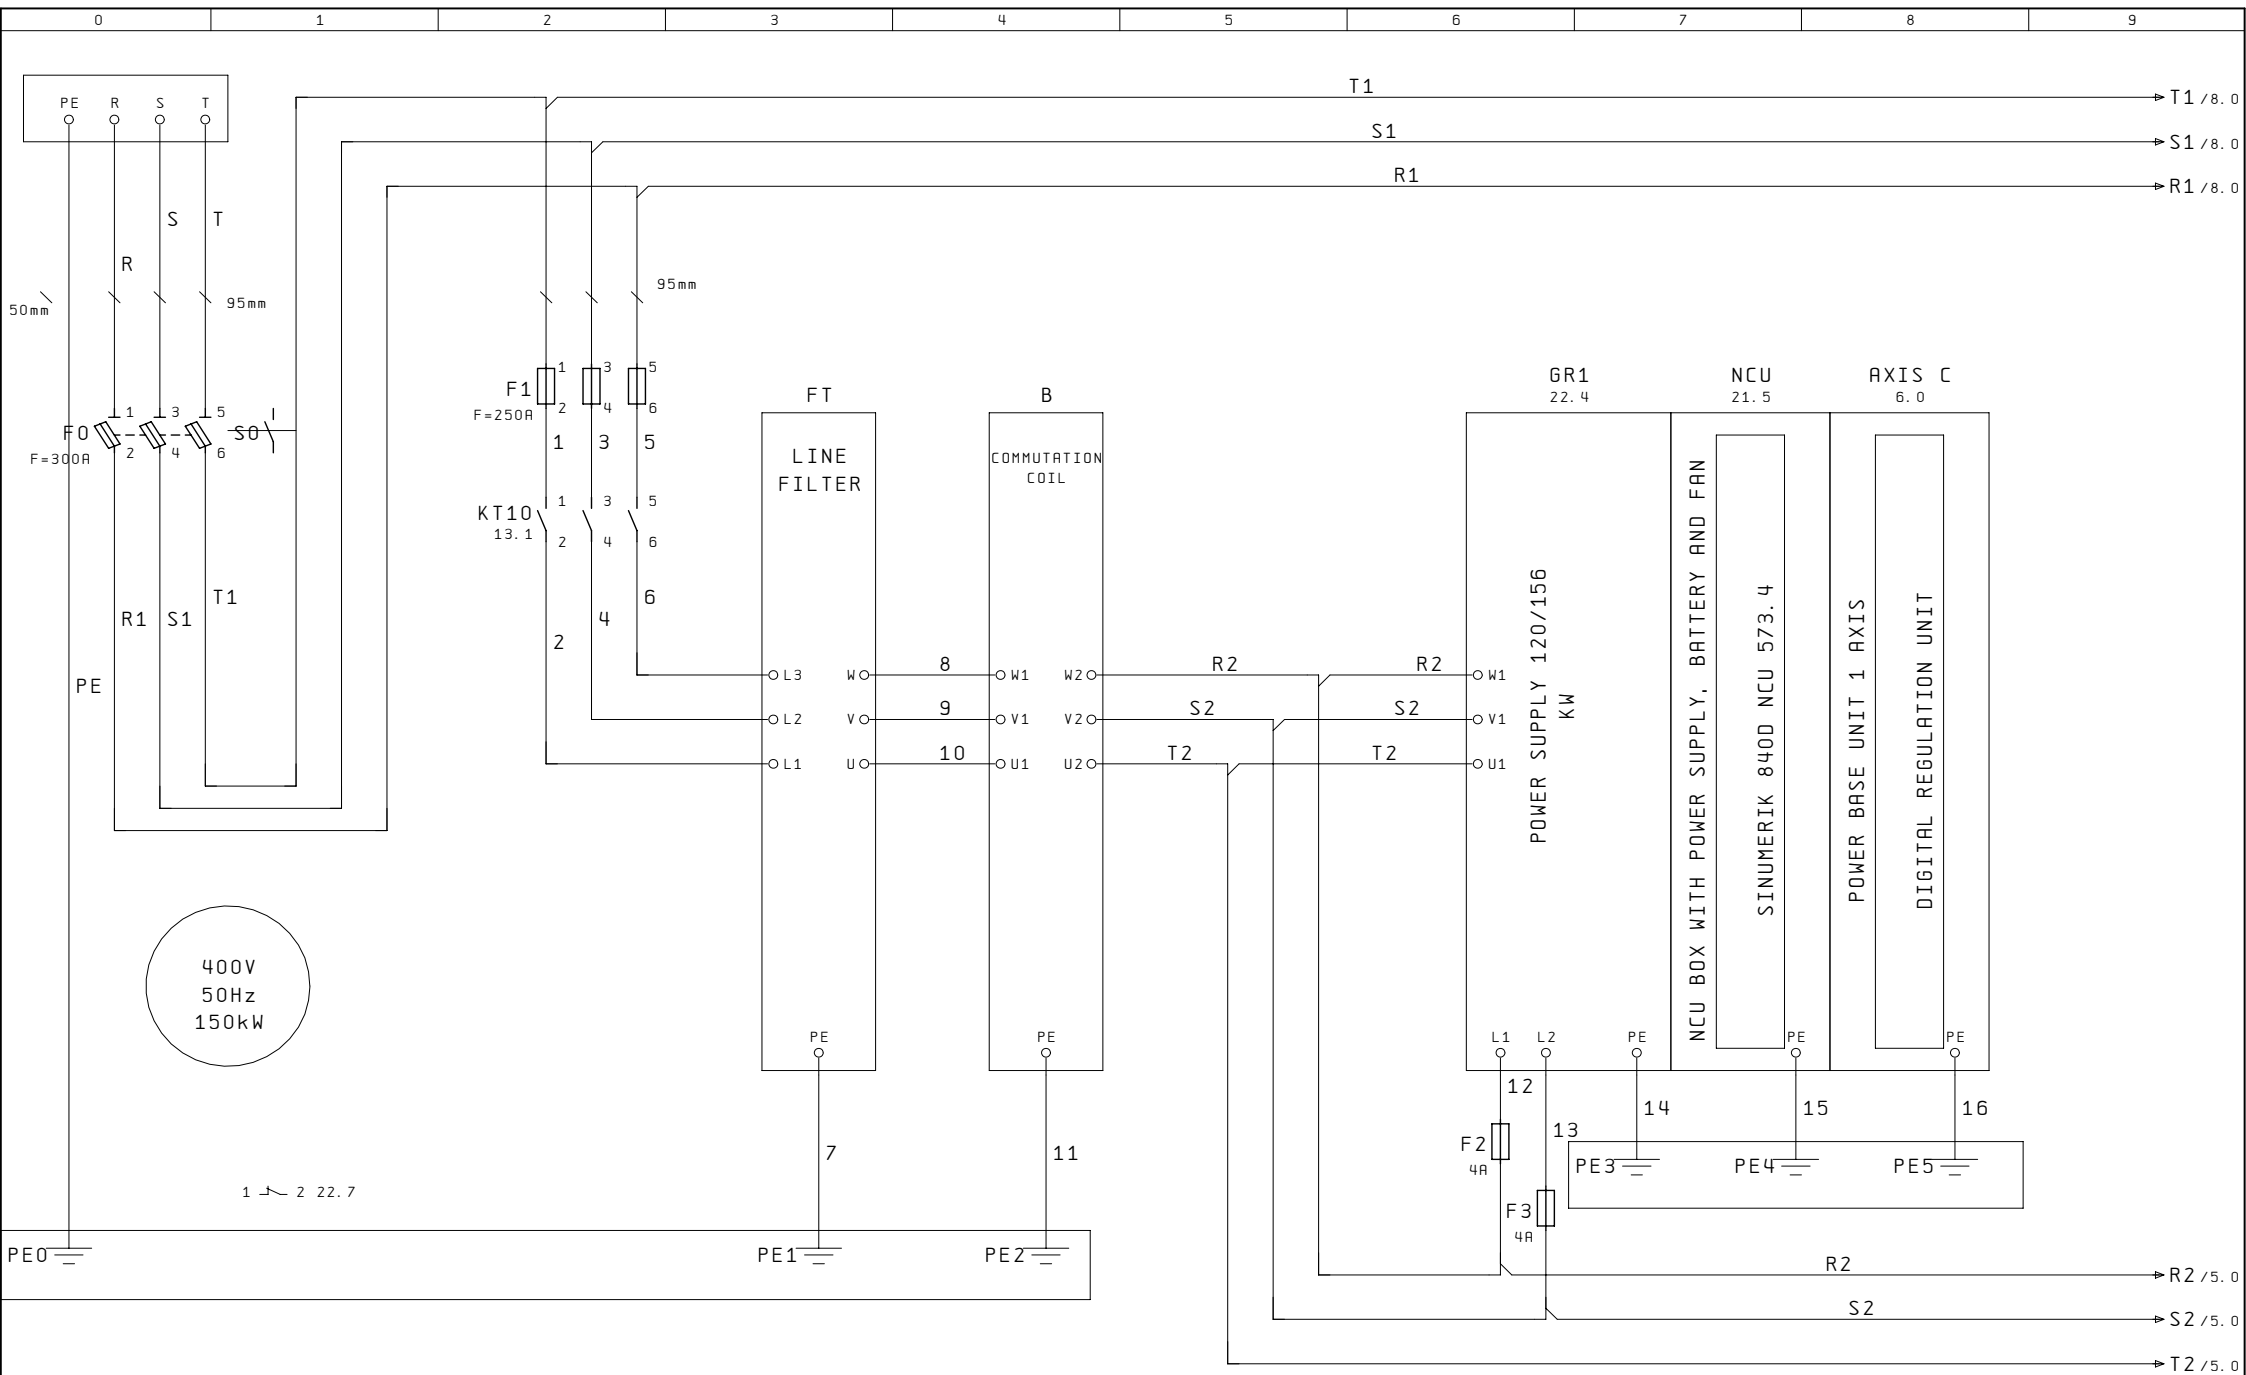 0 1 2 3 4 5 6 7 8 9
PE R S T
T1
T1 /8.0
S1
S1 /8.0
R1
R1 /8.0
S T
R
50mm
95mm
95mm
F0
F=300A
1 3 5
2 4 6
S0
F1
F=250A
1 3 5
2 4 6
1 3 5
KT10
13.1
1 3 5
2 4 6
2 4 6
PE
R1 S1 T1
FT
LINE
FILTER
L3 W
L2 V
L1 U
PE
8
9
10
B
COMMUTATION
COIL
W1 W2
V1 V2
U1 U2
PE
R2 R2
S2 S2
T2 T2
GR1
22.4
W1
V1
U1
POWER SUPPLY 120/156
KW
L1 L2 PE
NCU
21.5
NCU BOX WITH POWER SUPPLY, BATTERY AND FAN
SINUMERIK 840D NCU 573.4
PE
AXIS C
6.0
POWER BASE UNIT 1 AXIS
DIGITAL REGULATION UNIT
PE
400V
50Hz
150kW
7
11
12
13
14
15
16
F2
4A
F3
4A
PE3 PE4 PE5
1 2 22.7
PE0 PE1 PE2
R2
R2 /5.0
S2
S2 /5.0
T2 /5.0